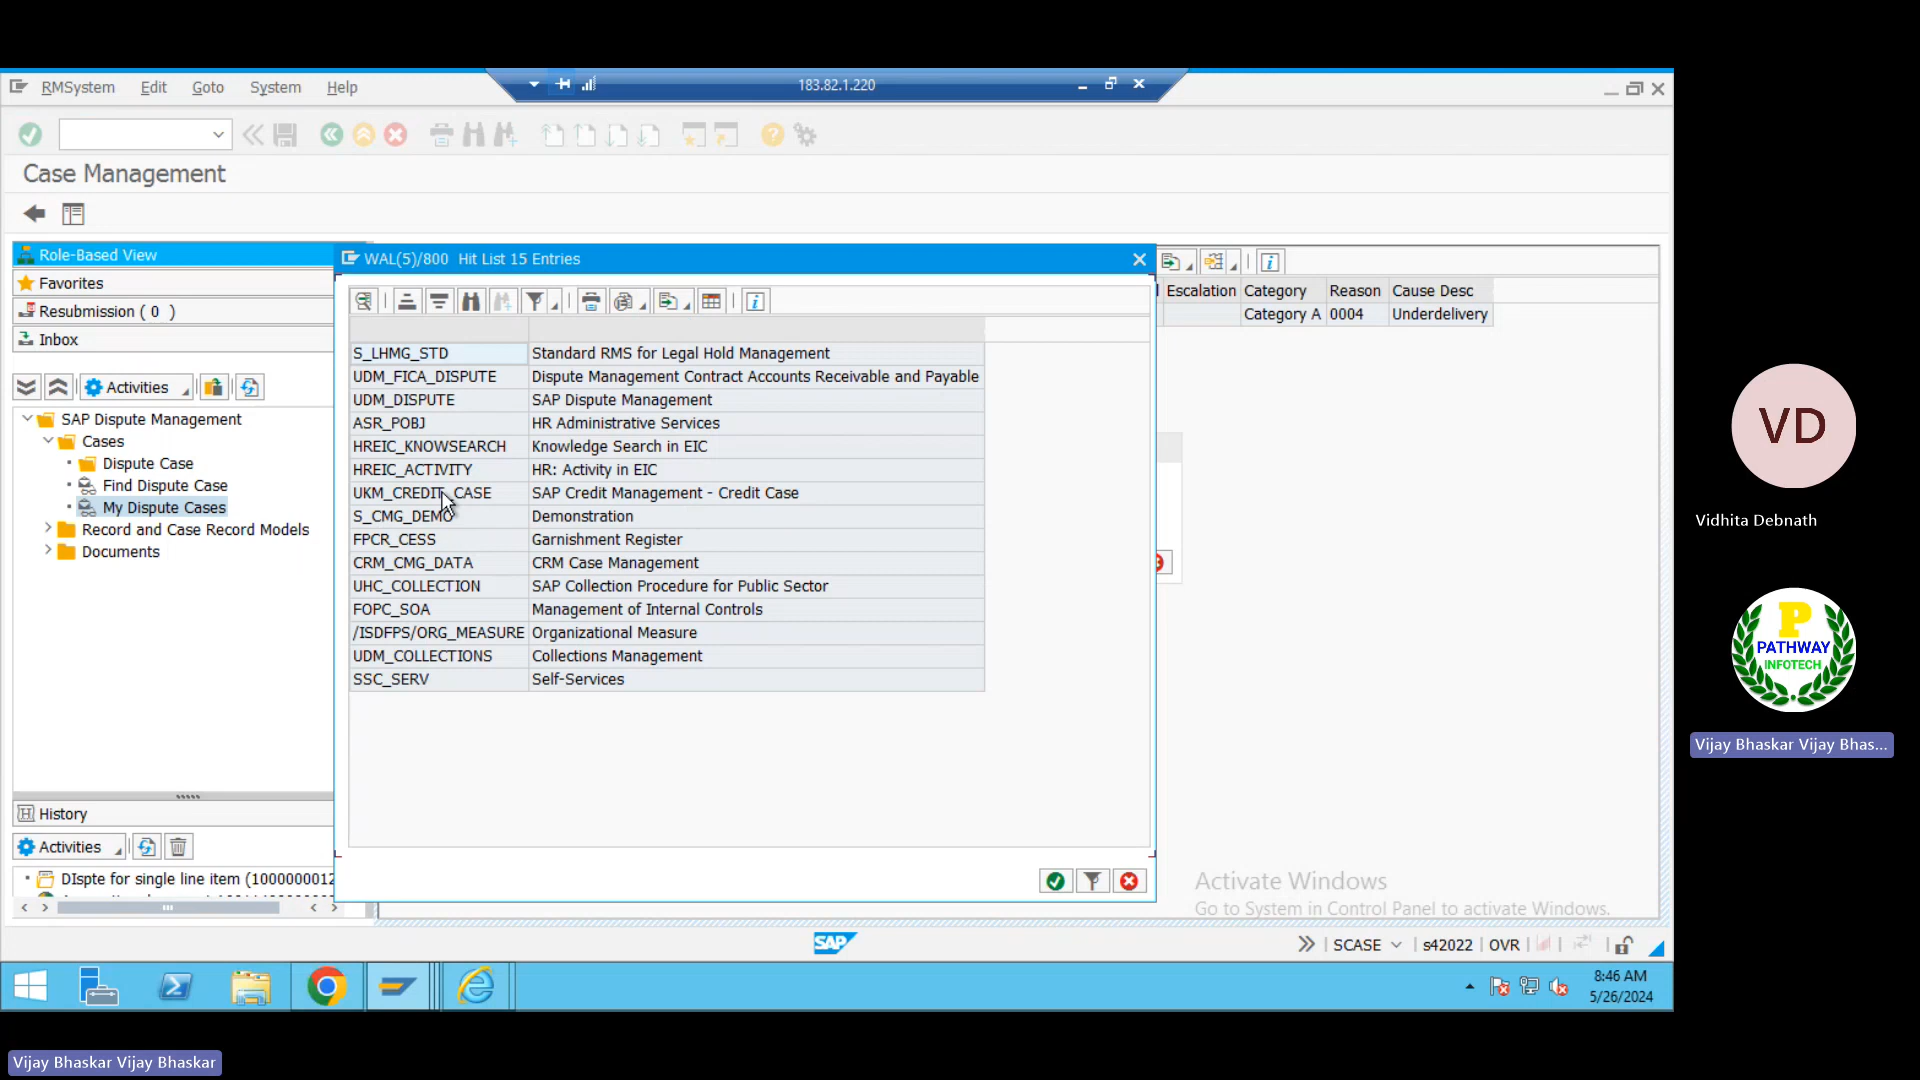 RMSystem Edit Goto System Help
183.82.1.220
Case Management
Role-Based View
Favorites
Resubmission ( 0 )
Inbox
Activities
SAP Dispute Management
Cases
Dispute Case
Find Dispute Case
My Dispute Cases
Record and Case Record Models
Documents
History
Activities
DIspte for single line item (1000000012
WAL(5)/800 Hit List 15 Entries
S_LHMG_STD Standard RMS for Legal Hold Management
UDM_FICA_DISPUTE Dispute Management Contract Accounts Receivable and Payable
UDM_DISPUTE SAP Dispute Management
ASR_POBJ HR Administrative Services
HREIC_KNOWSEARCH Knowledge Search in EIC
HREIC_ACTIVITY HR: Activity in EIC
UKM_CREDIT_CASE SAP Credit Management - Credit Case
S_CMG_DEMO Demonstration
FPCR_CESS Garnishment Register
CRM_CMG_DATA CRM Case Management
UHC_COLLECTION SAP Collection Procedure for Public Sector
FOPC_SOA Management of Internal Controls
/ISDFPS/ORG_MEASURE Organizational Measure
UDM_COLLECTIONS Collections Management
SSC_SERV Self-Services
Escalation Category Reason Cause Desc
Category A 0004 Underdelivery
Activate Windows
Go to System in Control Panel to activate Windows.
SAP
SCASE s42022 OVR
8:46 AM
5/26/2024
VD
Vidhita Debnath
P
PATHWAY
INFOTECH
Vijay Bhaskar Vijay Bhas...
Vijay Bhaskar Vijay Bhaskar